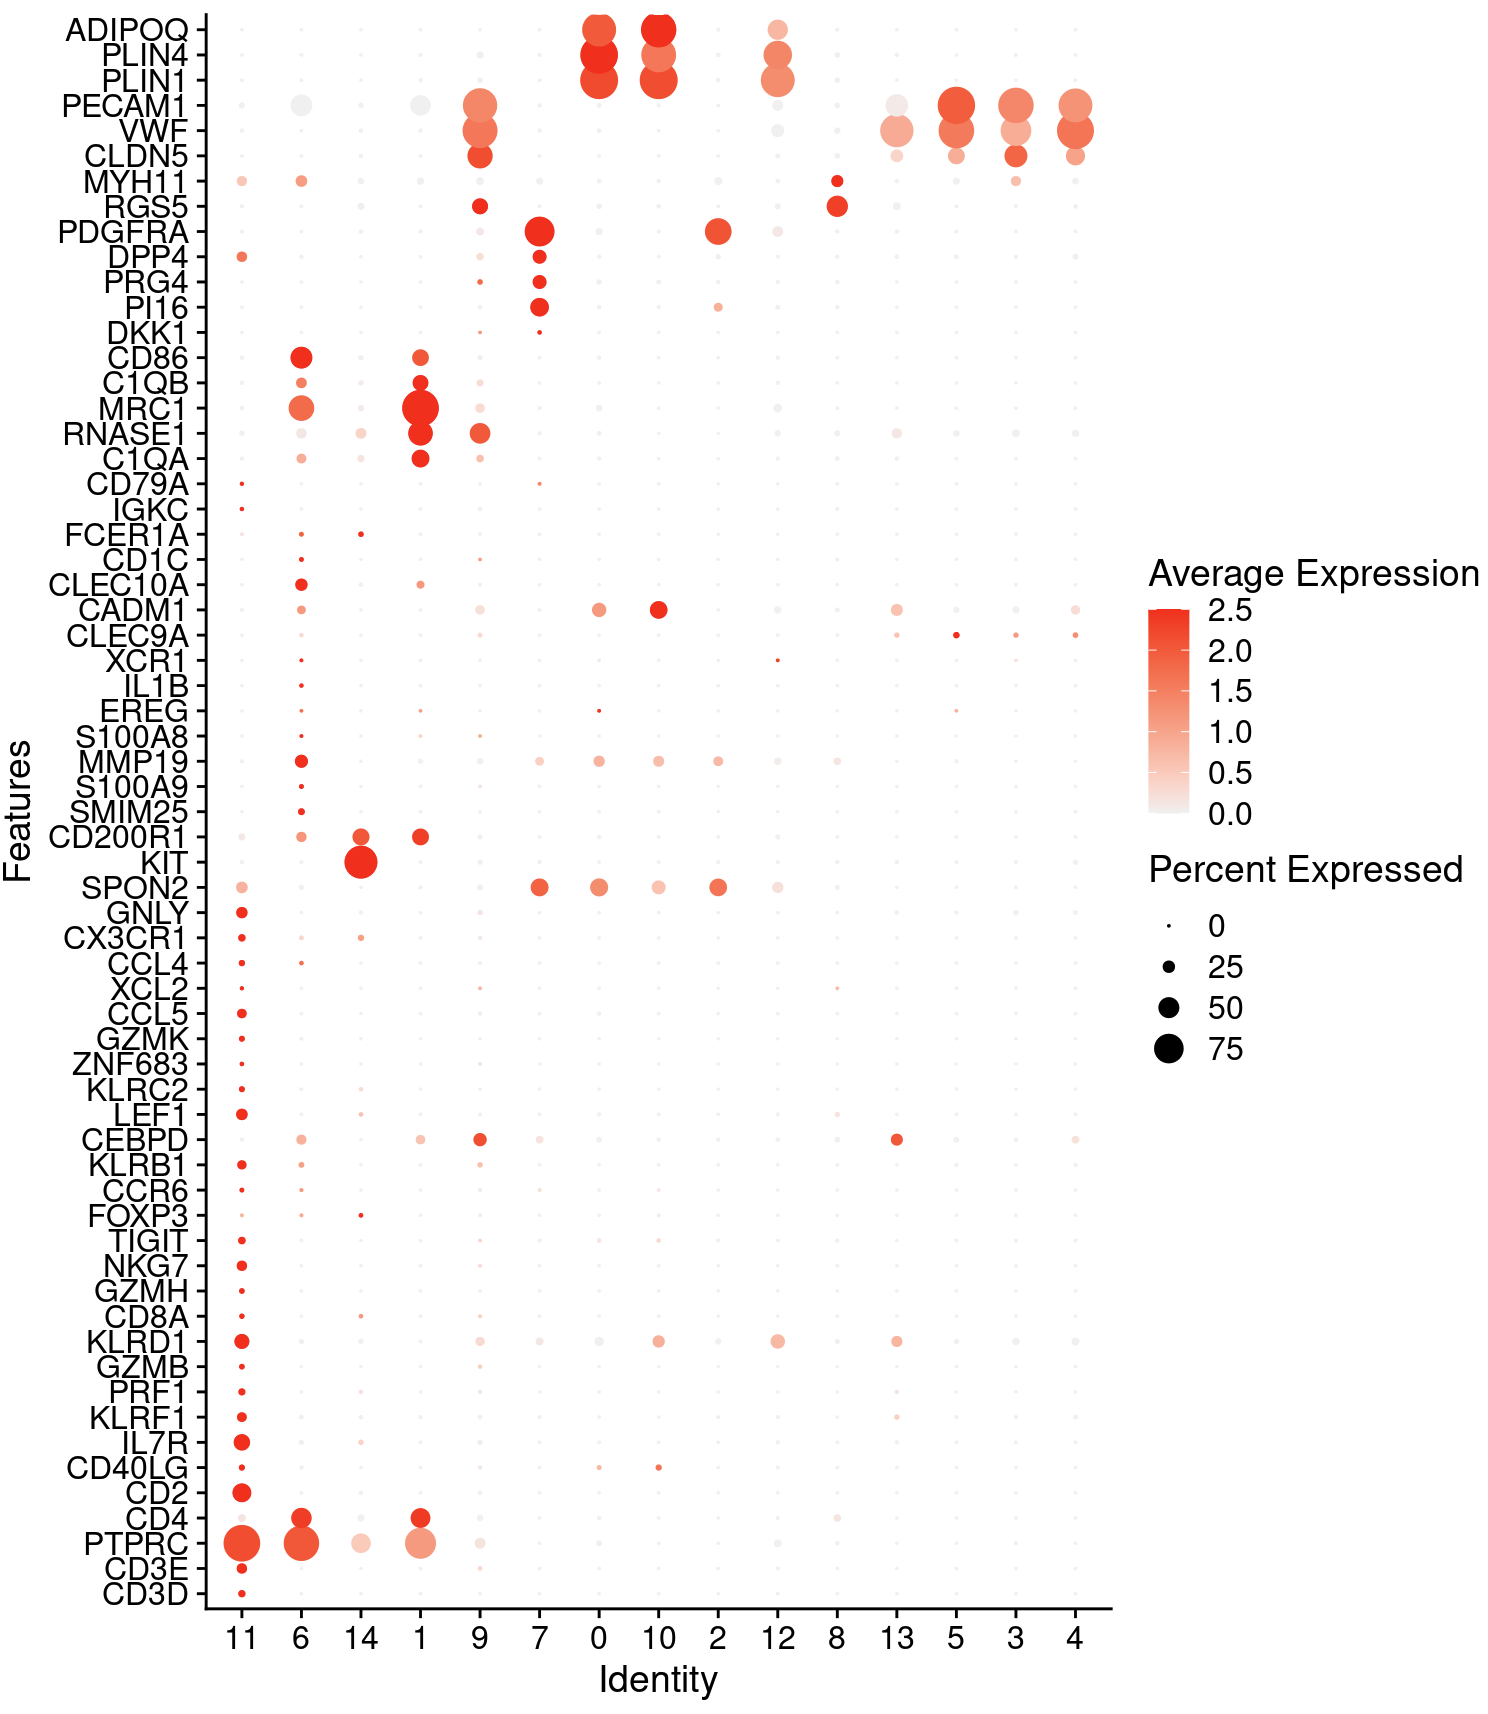 ADIPOQ
PLIN4
PLIN1
PECAM1
VWF
CLDN5
MYH11
RGS5
PDGFRA
DPP4
PRG4
PI16
DKK1
CD86
C1QB
MRC1
RNASE1
C1QA
CD79A
IGKC
FCER1A
CD1C
CLEC10A
CADM1
CLEC9A
XCR1
IL1B
EREG
S100A8
MMP19
S100A9
SMIM25
CD200R1
KIT
SPON2
GNLY
CX3CR1
CCL4
XCL2
CCL5
GZMK
ZNF683
KLRC2
LEF1
CEBPD
KLRB1
CCR6
FOXP3
TIGIT
NKG7
GZMH
CD8A
KLRD1
GZMB
PRF1
KLRF1
IL7R
CD40LG
CD2
CD4
PTPRC
CD3E
CD3D
Features
11 6 14 1 9 7 0 10 2 12 8 13 5 3 4
Identity
Average Expression
2.5
2.0
1.5
1.0
0.5
0.0
Percent Expressed
0
25
50
75